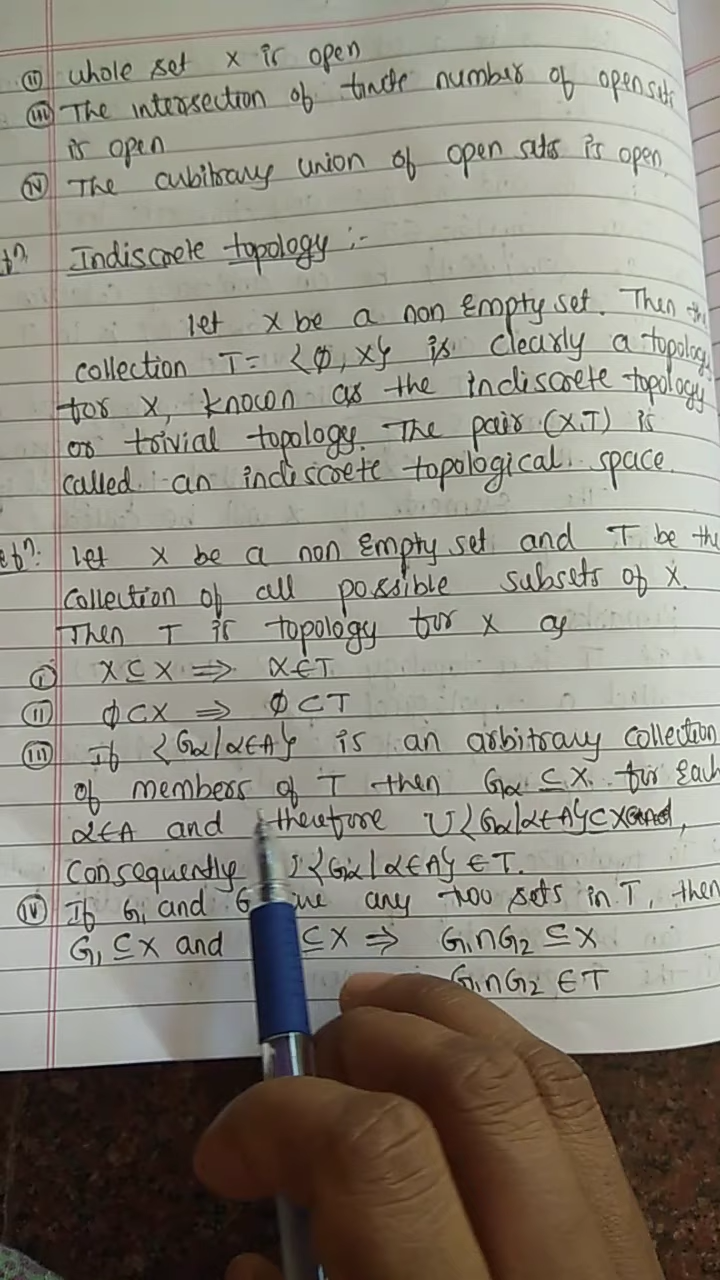 (ii) whole set x is open
(iii) The intersection of finite number of open sets
is open
(iv) The arbitrary union of open sets is open.
Indiscrete topology :-
let x be a non Empty set. Then the
collection T = {φ, x} is clearly a topology
for x, known as the indiscrete topology
or trivial topology. The pair (X,T) is
called an indiscrete topological space.
let x be a non Empty set and T be the
collection of all possible subsets of X.
Then T is topology for x as
(i) X ⊆ X ⇒ X ∈ T
(ii) φ ⊂ X ⇒ φ ⊂ T
(iii) If {Gα | α ∈ A} is an arbitrary collection
of members of T then Gα ⊆ X. for Each
α ∈ A and therefore ∪{Gα | α ∈ A} ⊂ X
Consequently {Gα | α ∈ A} ∈ T.
(iv) If G₁ and any two sets in T, then
G₁ ⊆ X and ⊆ X ⇒ G₁ ∩ G₂ ⊆ X
G₁ ∩ G₂ ∈ T